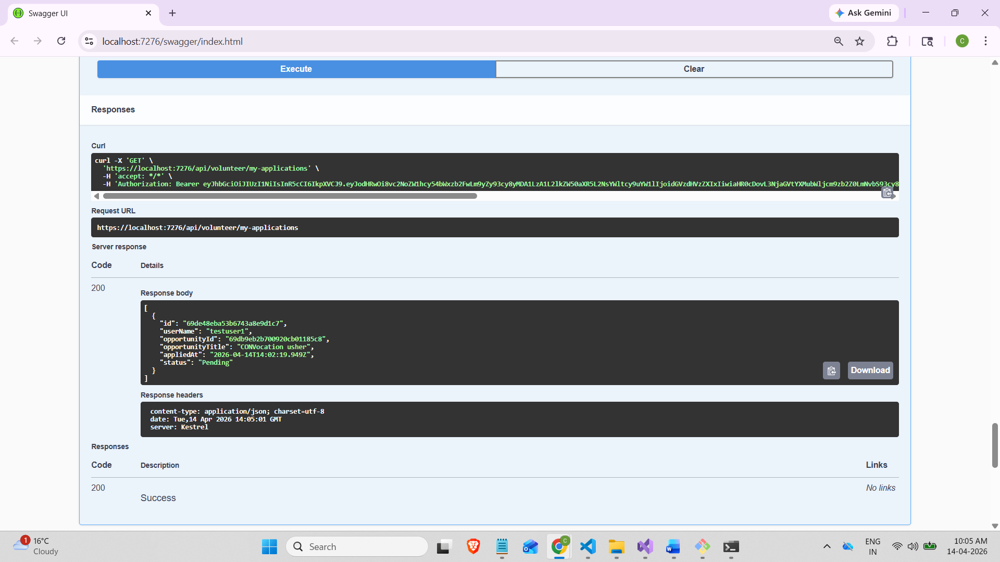 Swagger UI
Ask Gemini
localhost:7276/swagger/index.html
C
Execute
Clear
Responses
Curl
curl -X 'GET' \
'https://localhost:7276/api/volunteer/my-applications' \
-H 'accept: */*' \
-H 'Authorization: Bearer eyJhbGciOiJIUzI1NiIsInR5cCI6IkpXVCJ9.eyJodHRwOi8vc2NoZW1hcy54bWxzb2FwLm9yZy93cy8yMDA1LzA1L2lkZW50aXR5L2NsYWltcy9uYW1lIjoidGVzdHVzZXIxIiwiaHR0cDovL3NjaGVtYXMubWljcm9zb2Z0LmNvbS93cy8
Request URL
https://localhost:7276/api/volunteer/my-applications
Server response
Code
Details
200
Response body
[
{
"id": "69de48eba53b6743a8e9d1c7",
"userName": "testuser1",
"opportunityId": "69db9eb2b700920cb01185c8",
"opportunityTitle": "CONVocation usher",
"appliedAt": "2026-04-14T14:02:19.949Z",
"status": "Pending"
}
]
Download
Response headers
content-type: application/json; charset=utf-8
date: Tue,14 Apr 2026 14:05:01 GMT
server: Kestrel
Responses
Code
Description
Links
200
Success
No links
1
16°C
Cloudy
Search
C
ENG
IN
10:05 AM
14-04-2026